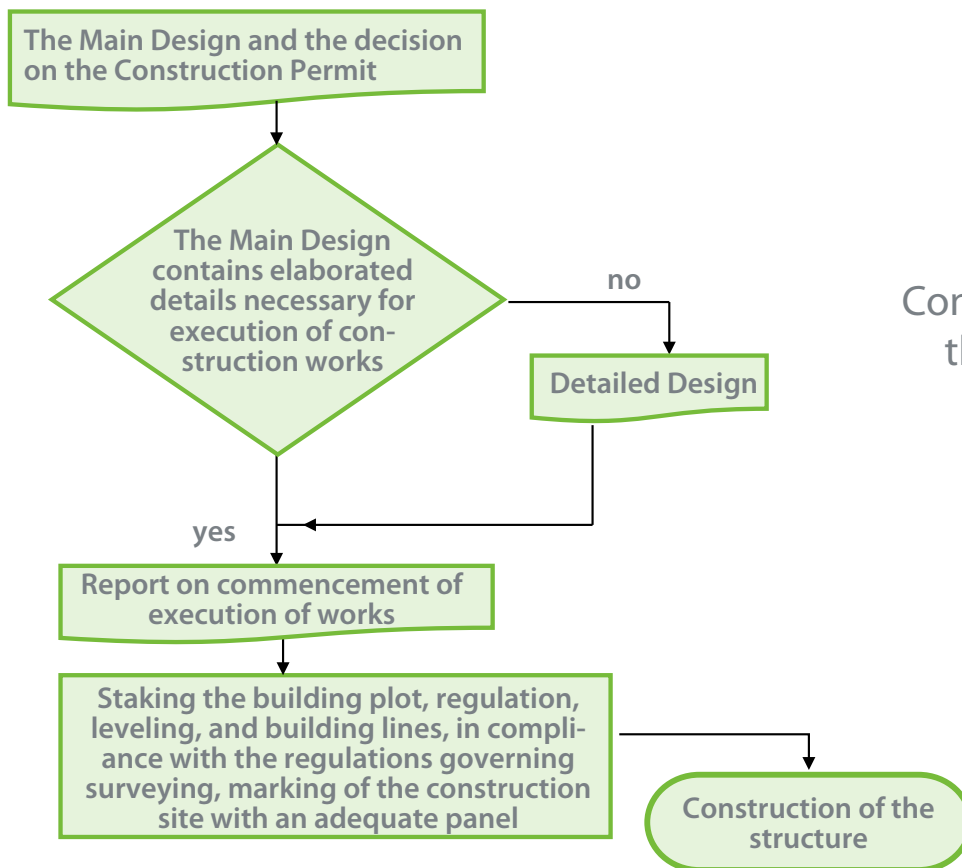 The Main Design and the decision
on the Construction Permit
The Main Design
contains elaborated
details necessary for
execution of con-
struction works
no
Detailed Design
yes
Report on commencement of
execution of works
Staking the building plot, regulation,
leveling, and building lines, in compli-
ance with the regulations governing
surveying, marking of the construction
site with an adequate panel
Construction of the
structure